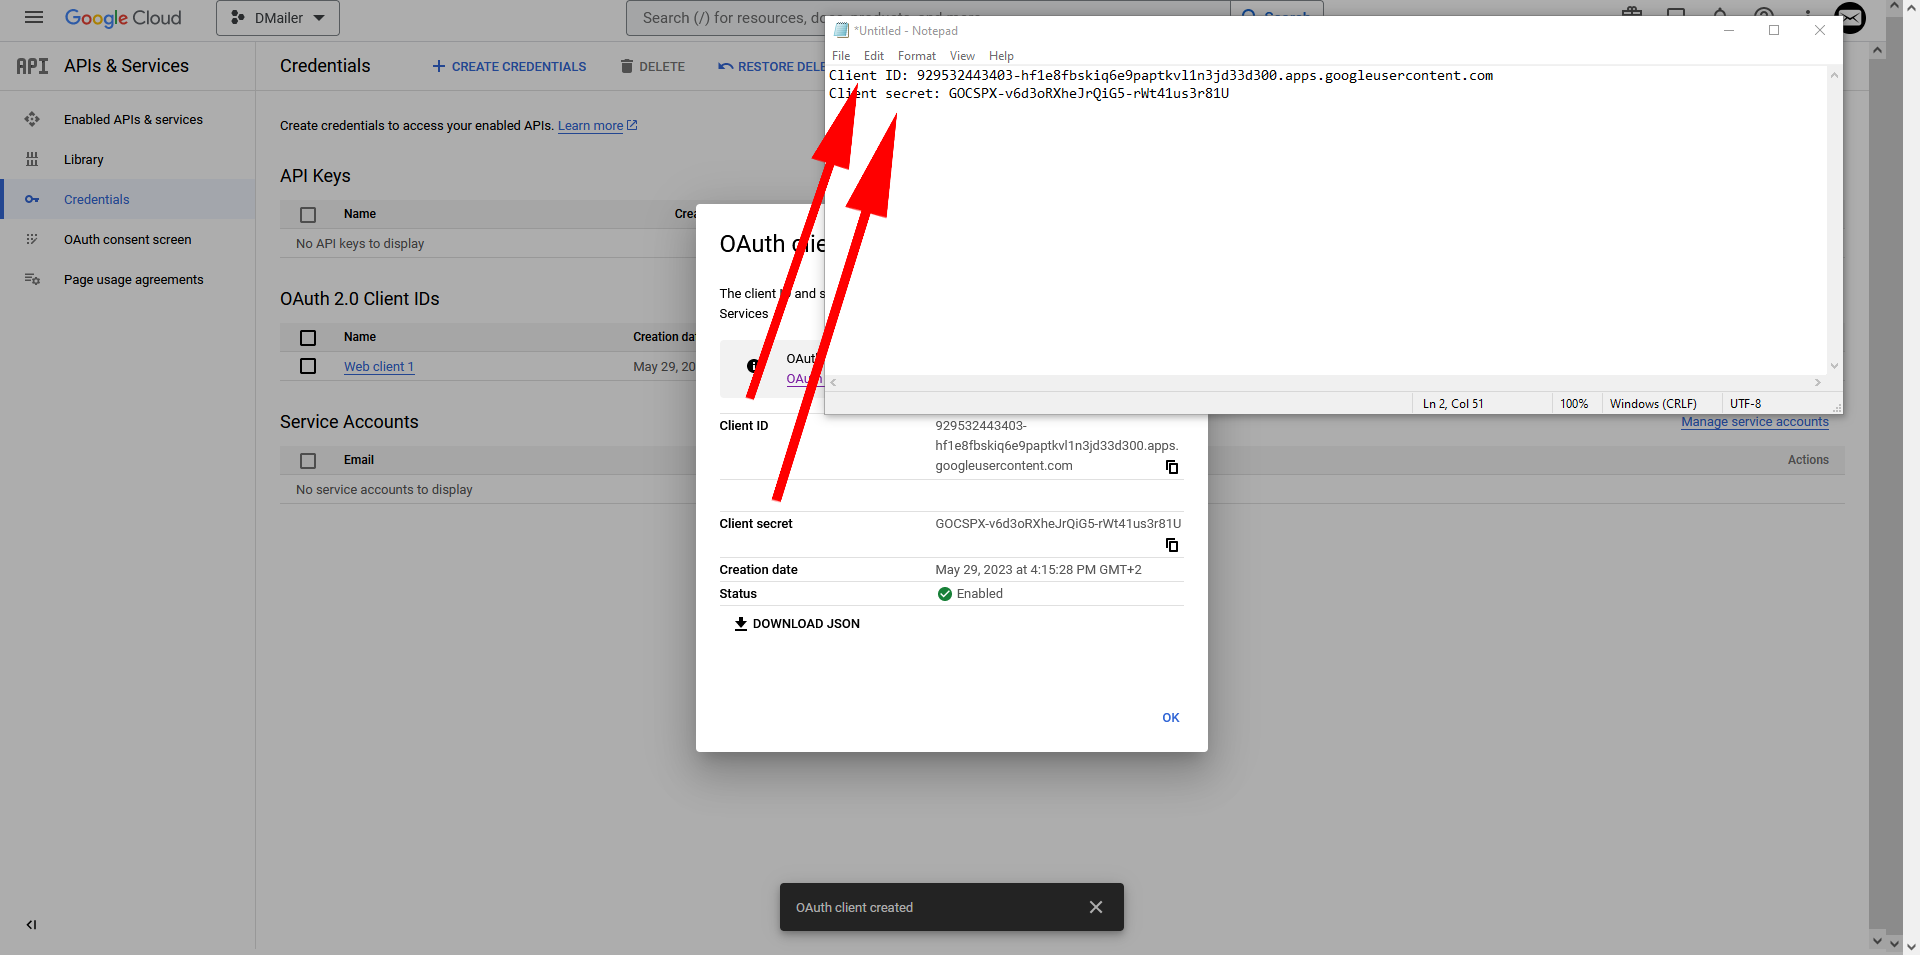 Google Cloud
DMailer
Search (/) for resources,
Search
*Untitled - Notepad
File Edit Format View Help
Client ID: 929532443403-hf1e8fbskiq6e9paptkvl1n3jd33d300.apps.googleusercontent.com
Client secret: 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
Ln 2, Col 51 100% Windows (CRLF) UTF-8
API APIs & Services
Enabled APIs & services
Library
Credentials
OAuth consent screen
Page usage agreements
Credentials
CREATE CREDENTIALS
DELETE
RESTORE DELE
Create credentials to access your enabled APIs. Learn more
API Keys
Name Crea
No API keys to display
OAuth 2.0 Client IDs
Name Creation da
Web client 1 May 29, 20
Service Accounts
Manage service accounts
Email Actions
No service accounts to display
OAuth clie
The client ID and s
Services
OAuth
OAuth
Client ID 929532443403-
hf1e8fbskiq6e9paptkvl1n3jd33d300.apps.
googleusercontent.com
Client secret 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
Creation date May 29, 2023 at 4:15:28 PM GMT+2
Status Enabled
DOWNLOAD JSON
OK
OAuth client created